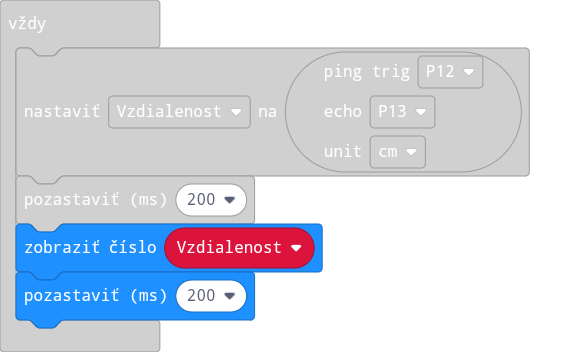 vždy
ping trig P12
nastaviť Vzdialenost na echo P13
unit cm
pozastaviť (ms) 200
zobraziť číslo Vzdialenost
pozastaviť (ms) 200